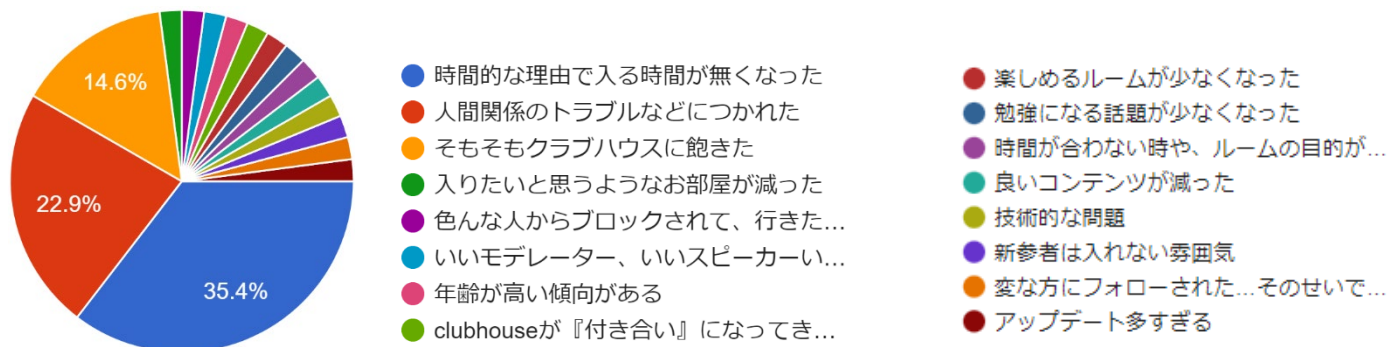 14.6%
22.9%
35.4%
時間的な理由で入る時間が無くなった
人間関係のトラブルなどにつかれた
そもそもクラブハウスに飽きた
入りたいと思うようなお部屋が減った
色んな人からブロックされて、行きた...
いいモデレーター、いいスピーカーい...
年齢が高い傾向がある
clubhouseが『付き合い』になってき...
楽しめるルームが少なくなった
勉強になる話題が少なくなった
時間が合わない時や、ルームの目的が...
良いコンテンツが減った
技術的な問題
新参者は入れない雰囲気
変な方にフォローされた...そのせいで...
アップデート多すぎる